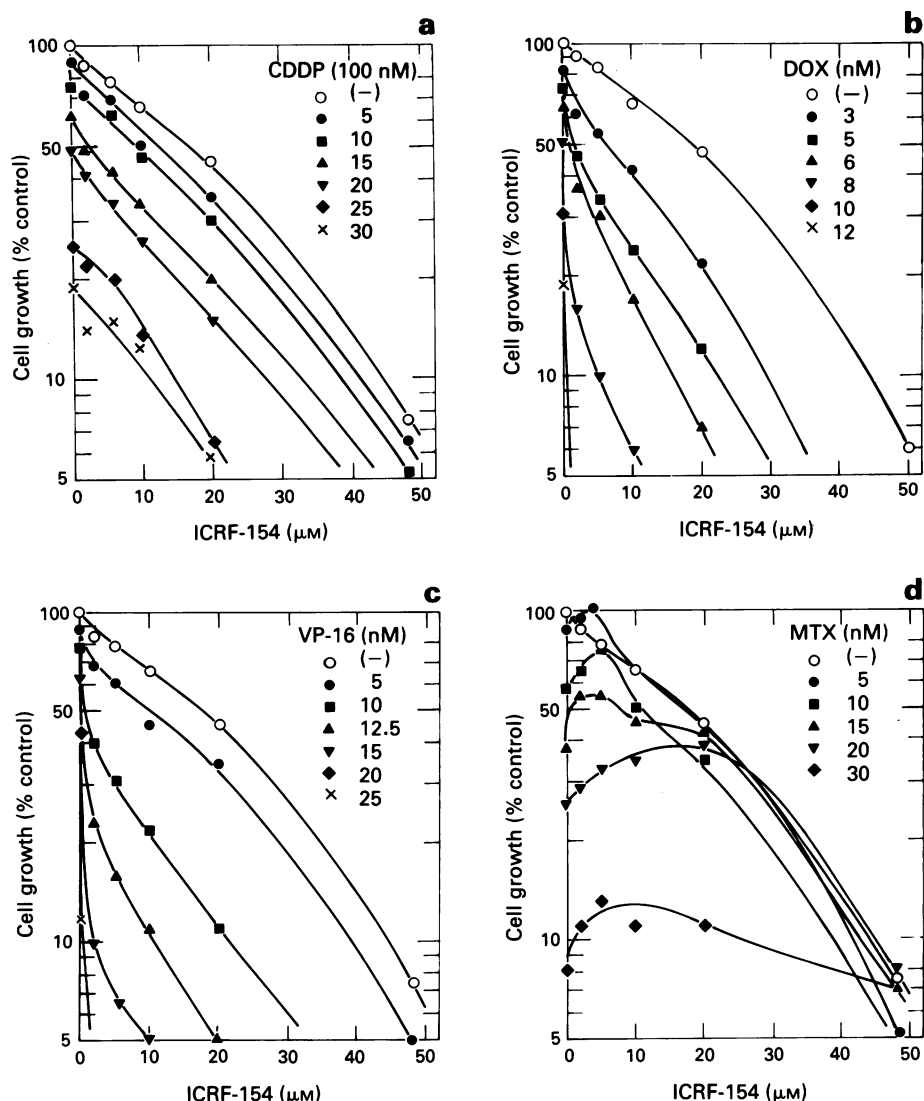 a
CDDP (100 nM)
(−)
5
10
15
20
25
30
100
50
10
5
Cell growth (% control)
0 10 20 30 40 50
ICRF-154 (μM)
b
DOX (nM)
(−)
3
5
6
8
10
12
100
50
10
5
Cell growth (% control)
0 10 20 30 40 50
ICRF-154 (μM)
c
VP-16 (nM)
(−)
5
10
12.5
15
20
25
100
50
10
5
Cell growth (% control)
0 10 20 30 40 50
ICRF-154 (μM)
d
MTX (nM)
(−)
5
10
15
20
30
100
50
10
5
Cell growth (% control)
0 10 20 30 40 50
ICRF-154 (μM)